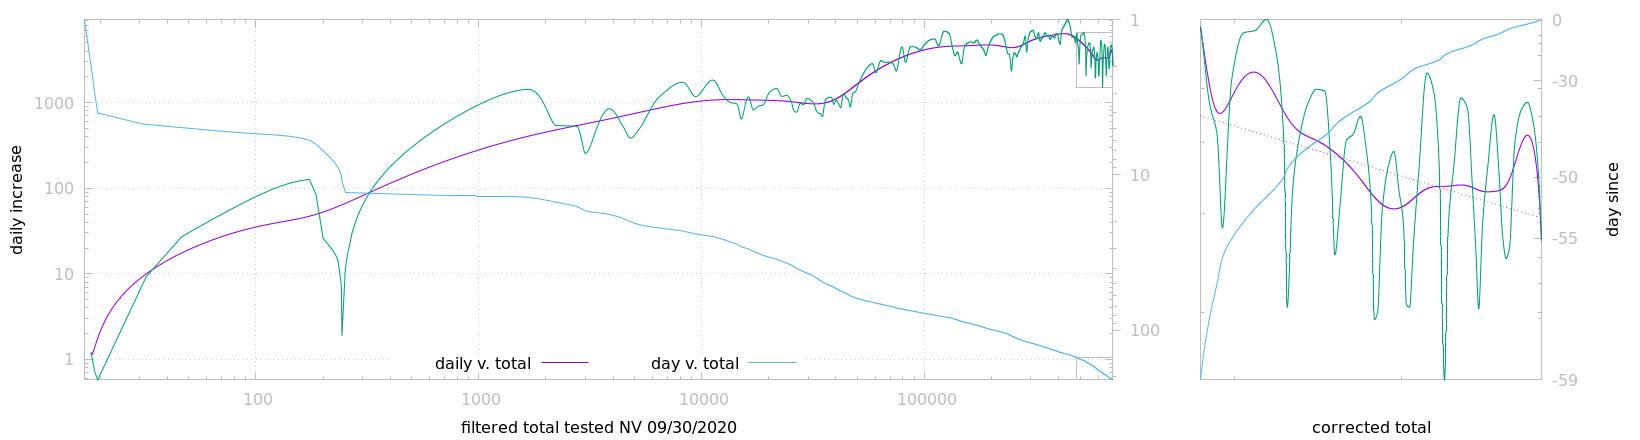 daily increase
1000
100
10
1
100
1000
10000
100000
1
10
100
daily v. total
day v. total
filtered total tested NV 09/30/2020
0
-30
-50
-55
-59
day since
corrected total